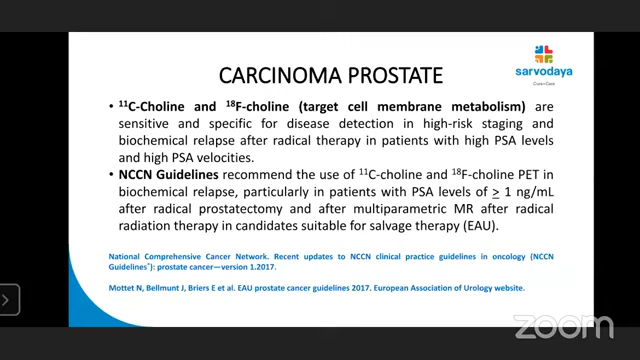 sarvodaya
CARCINOMA PROSTATE
• ¹¹C-Choline and ¹⁸F-choline (target cell membrane metabolism) are
sensitive and specific for disease detection in high-risk staging and
biochemical relapse after radical therapy in patients with high PSA levels
and high PSA velocities.
• NCCN Guidelines recommend the use of ¹¹C-choline and ¹⁸F-choline PET in
biochemical relapse, particularly in patients with PSA levels of ≥ 1 ng/mL
after radical prostatectomy and after multiparametric MR after radical
radiation therapy in candidates suitable for salvage therapy (EAU).
National Comprehensive Cancer Network. Recent updates to NCCN clinical practice guidelines in oncology (NCCN
Guidelines®): prostate cancer—version 1.2017.
Mottet N, Bellmunt J, Briers E et al. EAU prostate cancer guidelines 2017. European Association of Urology website.
zoom